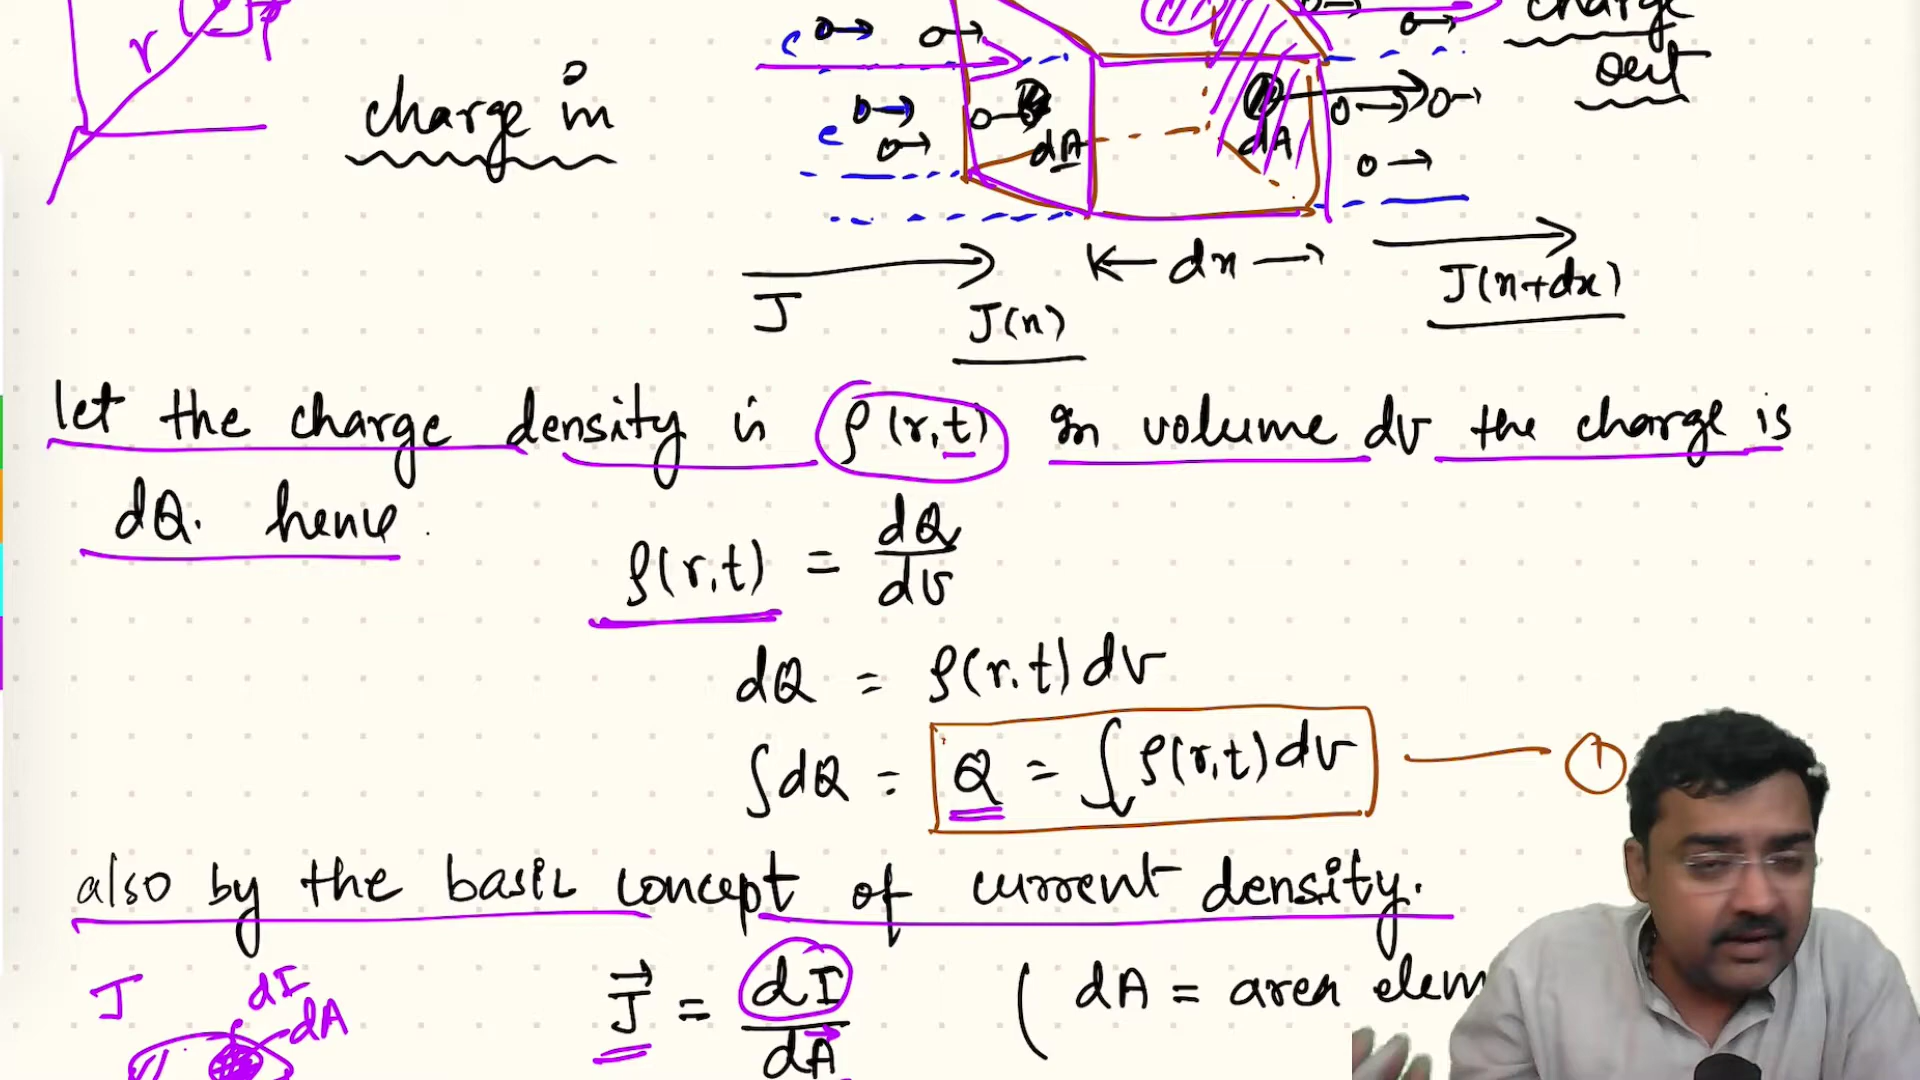 r
charge in
c
e
dA
dA
charge
out
J
J(n)
dn
J(n+dx)
let the charge density is ρ(r,t) In volume dv the charge is
dQ. hence
ρ(r,t) = dQ/dv
dQ = ρ(r,t) dv
∫dQ = Q = ∫v ρ(r,t) dv — 1
also by the basic concept of current density.
J dI dA
J⃗ = dI/dA⃗ ( dA = area elem